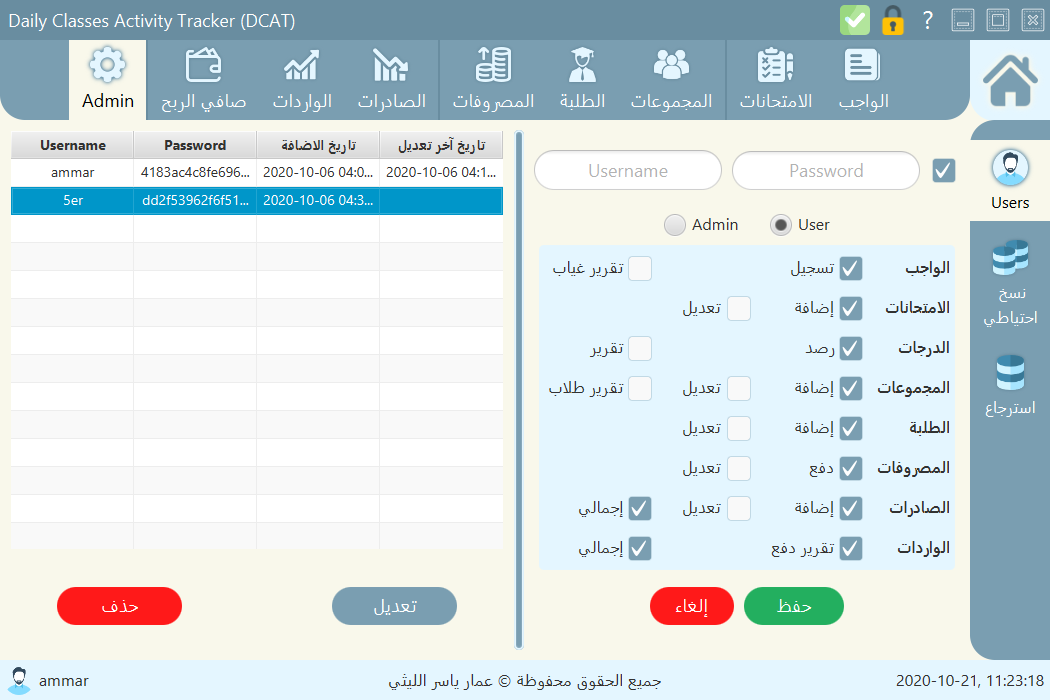 Daily Classes Activity Tracker (DCAT)
?
Admin
صافي الربح
الواردات
الصادرات
المصروفات
الطلبة
المجموعات
الامتحانات
الواجب
Username Password تاريخ الاضافة تاريخ آخر تعديل
ammar 4183ac4c8fe696... 2020-10-06 04:0... 2020-10-06 04:1...
5er dd2f53962f6f51... 2020-10-06 04:3...
حذف
تعديل
Username
Password
Admin
User
الواجب تسجيل تقرير غياب
الامتحانات إضافة تعديل
الدرجات رصد تقرير
المجموعات إضافة تعديل تقرير طلاب
الطلبة إضافة تعديل
المصروفات دفع تعديل
الصادرات إضافة تعديل إجمالي
الواردات تقرير دفع إجمالي
إلغاء
حفظ
Users
نسخ
احتياطي
استرجاع
ammar
جميع الحقوق محفوظة © عمار ياسر الليثي
2020-10-21, 11:23:18